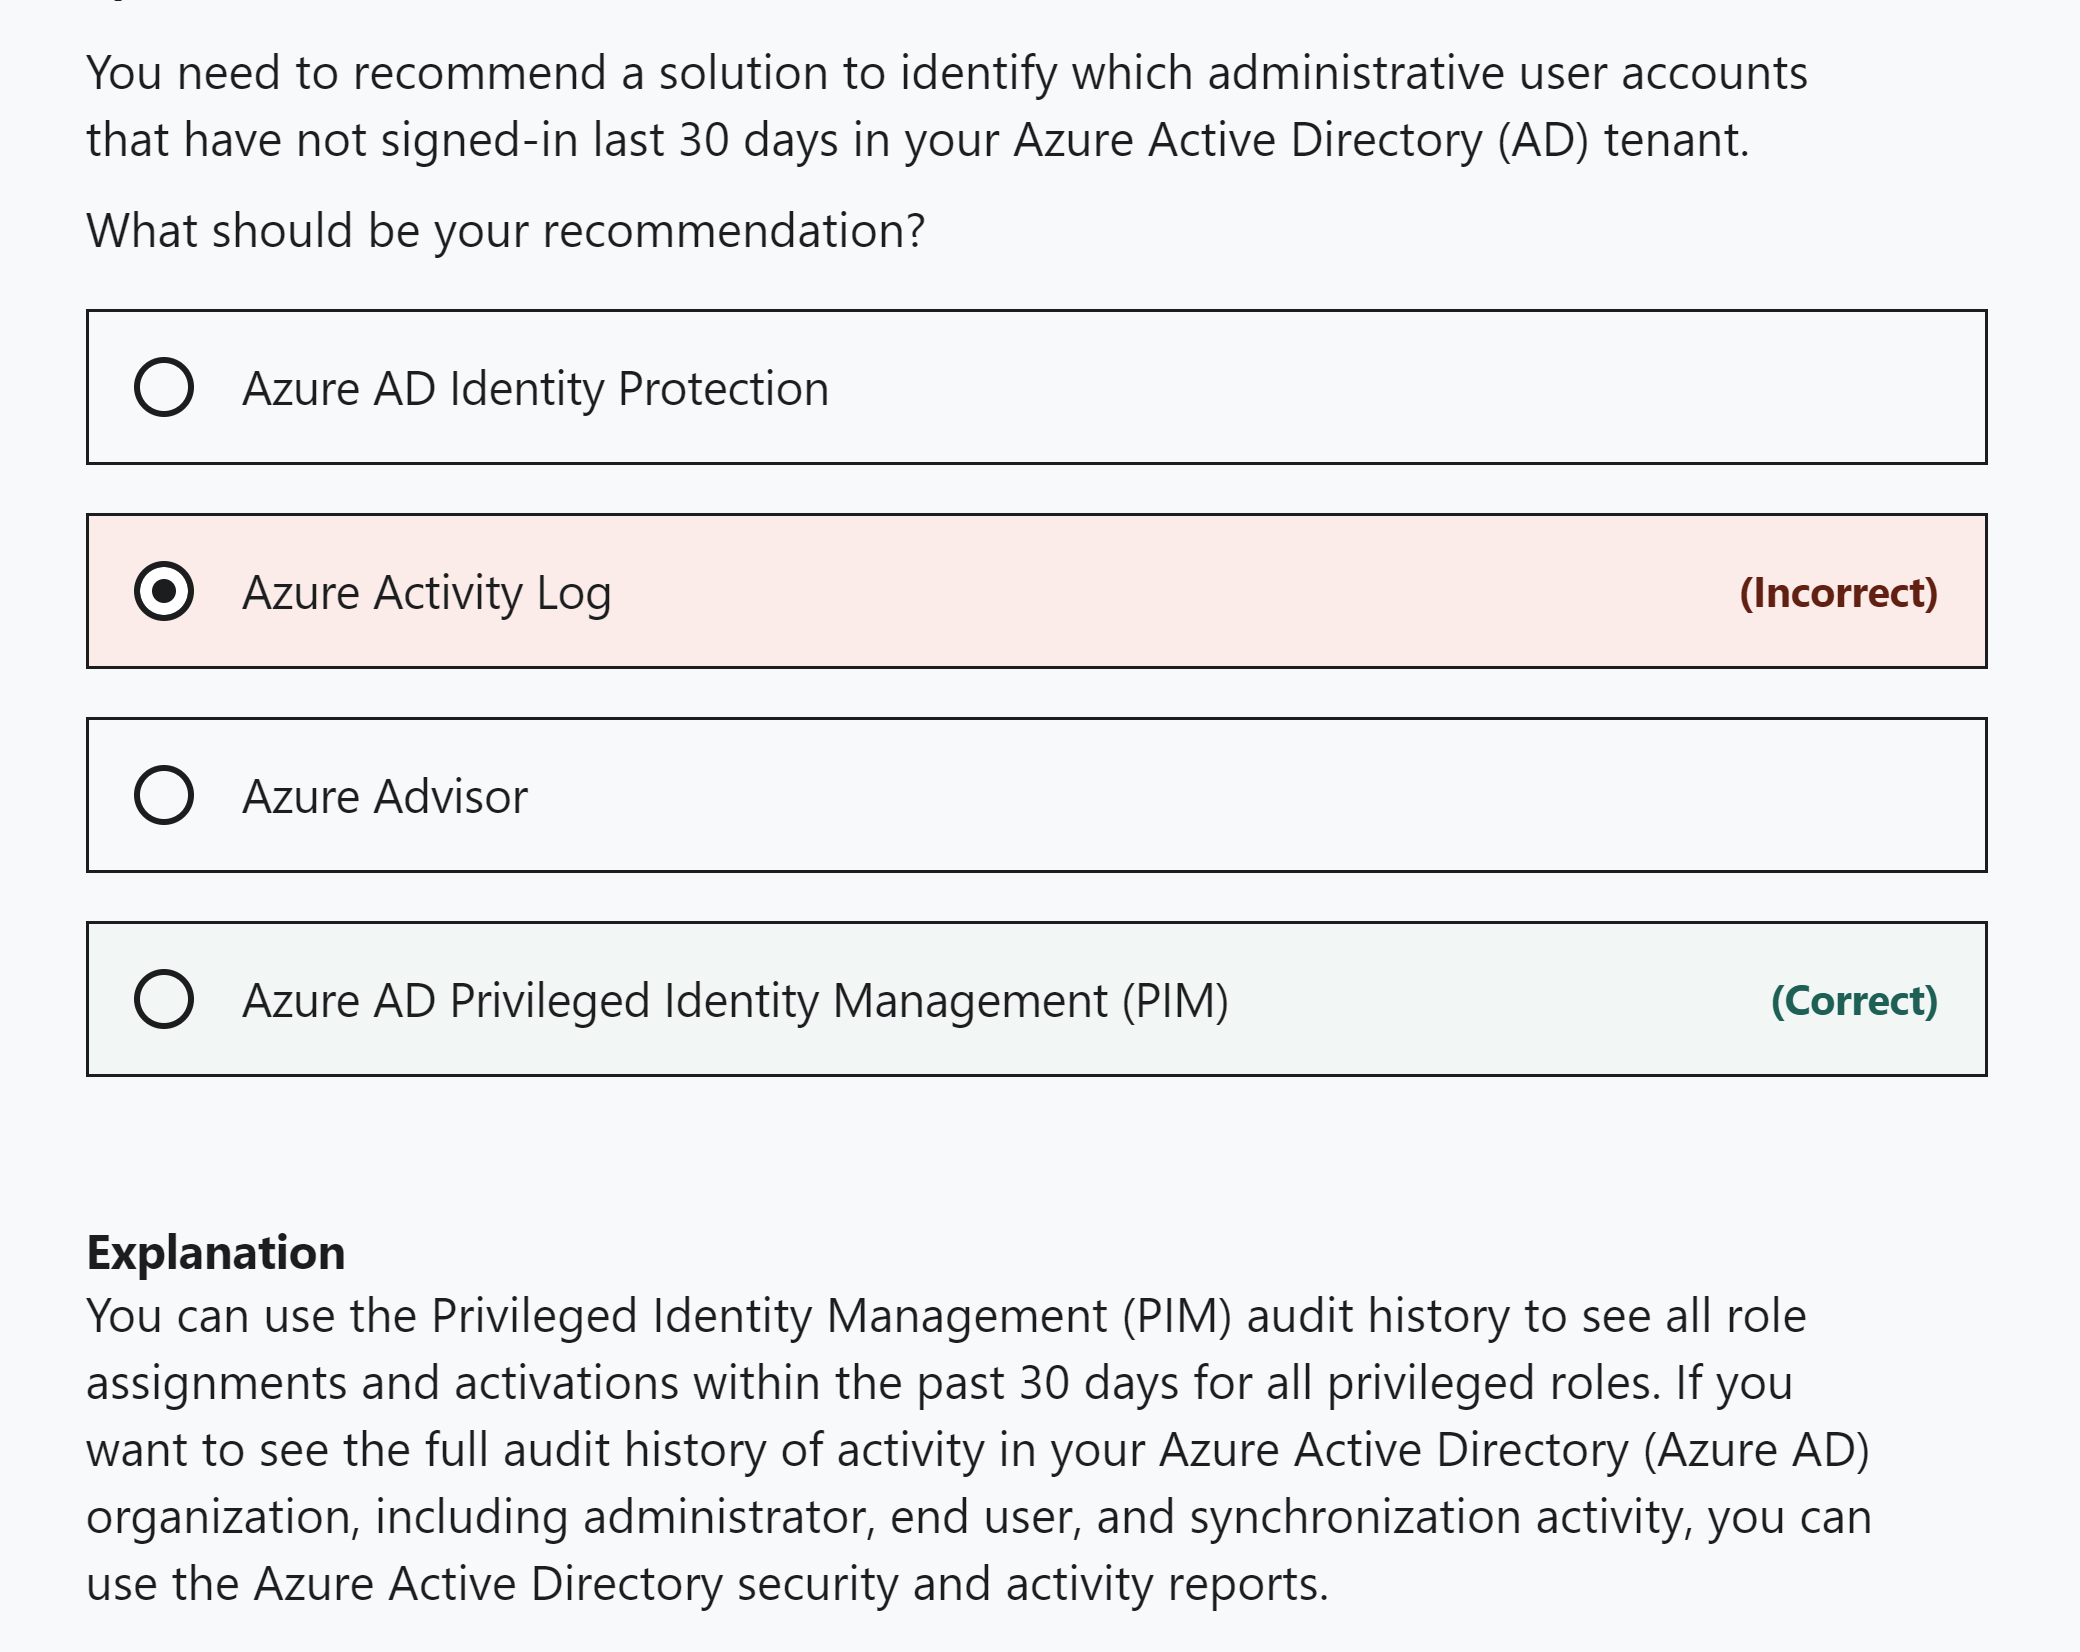 You need to recommend a solution to identify which administrative user accounts
that have not signed-in last 30 days in your Azure Active Directory (AD) tenant.
What should be your recommendation?
Azure AD Identity Protection
Azure Activity Log (Incorrect)
Azure Advisor
Azure AD Privileged Identity Management (PIM) (Correct)
Explanation
You can use the Privileged Identity Management (PIM) audit history to see all role
assignments and activations within the past 30 days for all privileged roles. If you
want to see the full audit history of activity in your Azure Active Directory (Azure AD)
organization, including administrator, end user, and synchronization activity, you can
use the Azure Active Directory security and activity reports.